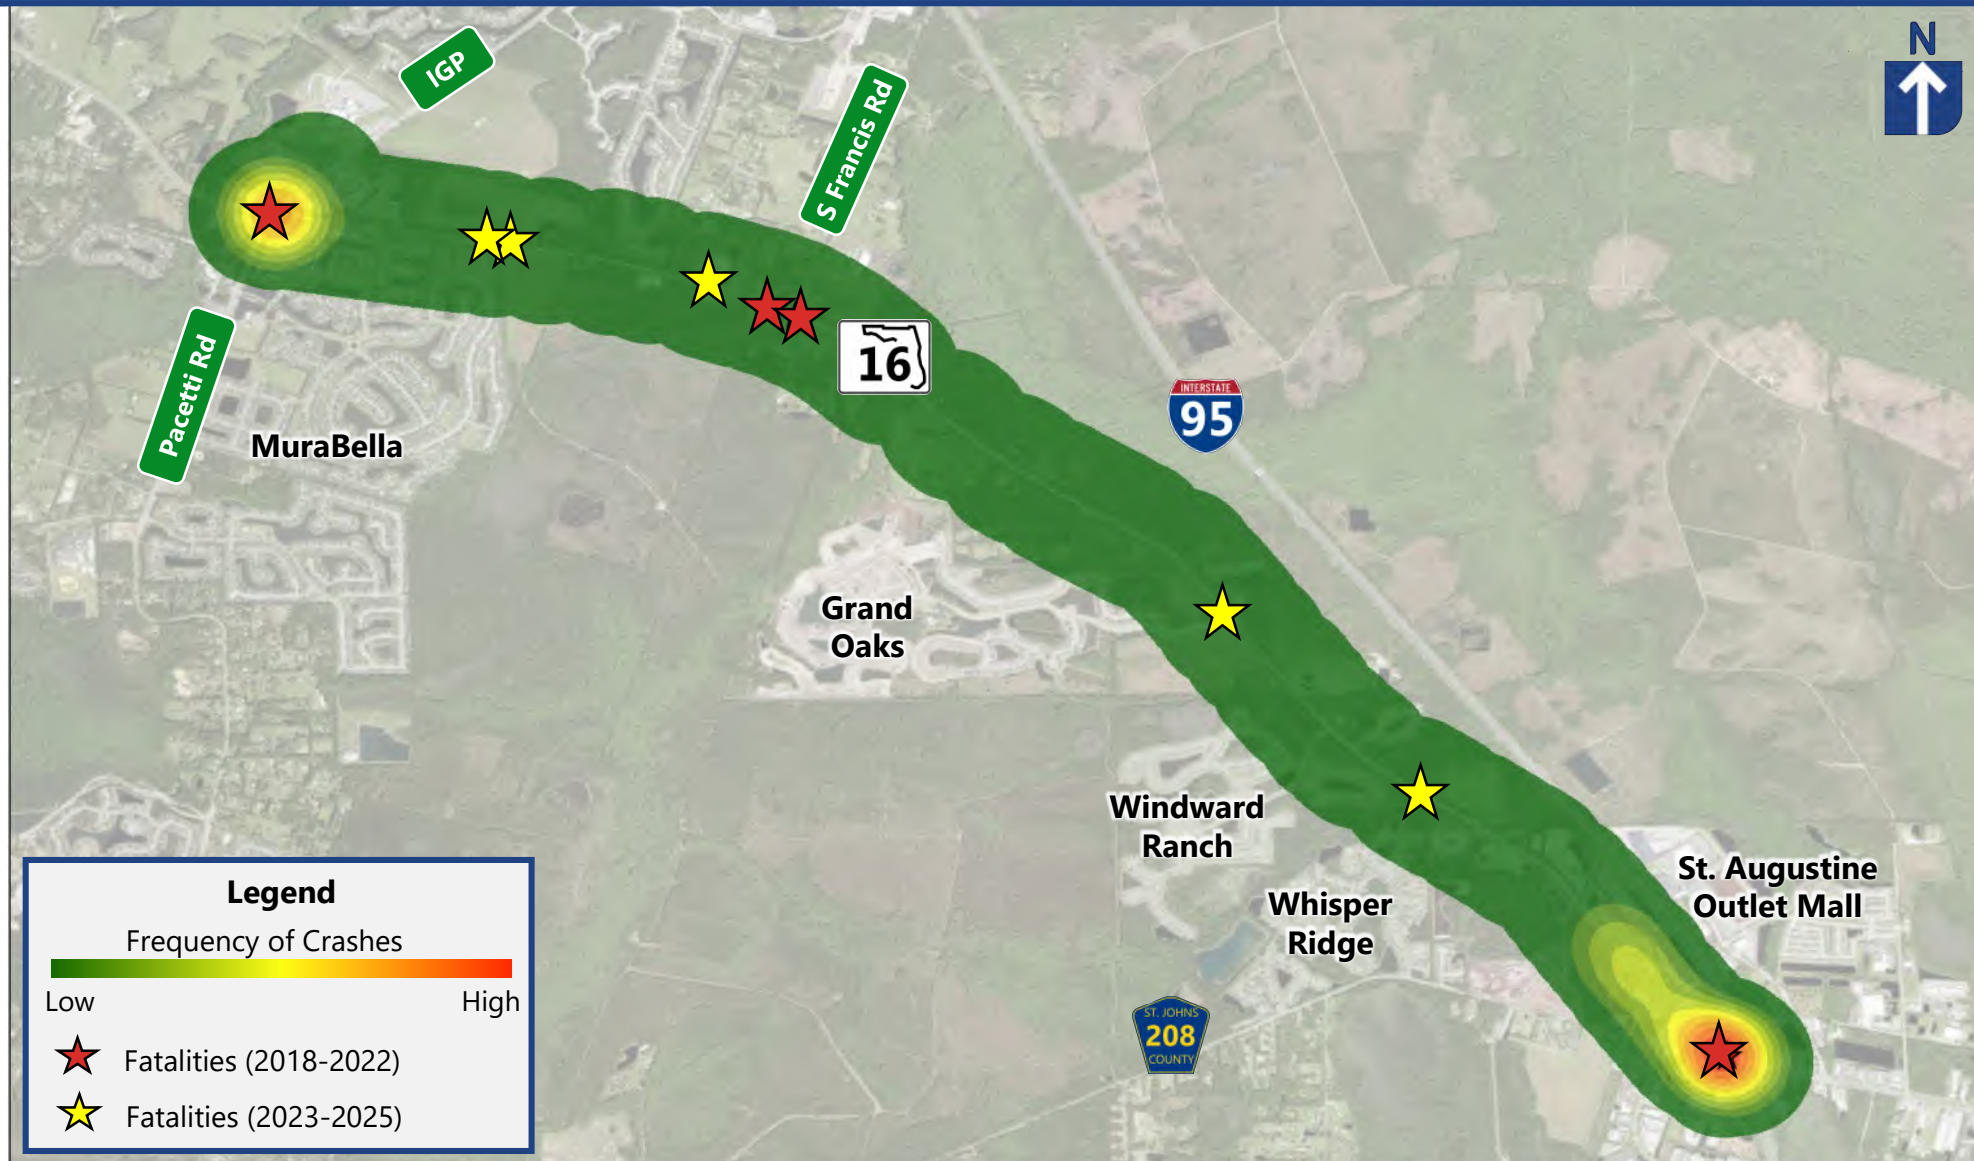 N
IGP
S Francis Rd
16
Pacetti Rd
INTERSTATE
95
MuraBella
Grand
Oaks
Windward
Ranch
St. Augustine
Outlet Mall
Whisper
Ridge
ST. JOHNS
208
COUNTY
Legend
Frequency of Crashes
Low High
Fatalities (2018-2022)
Fatalities (2023-2025)